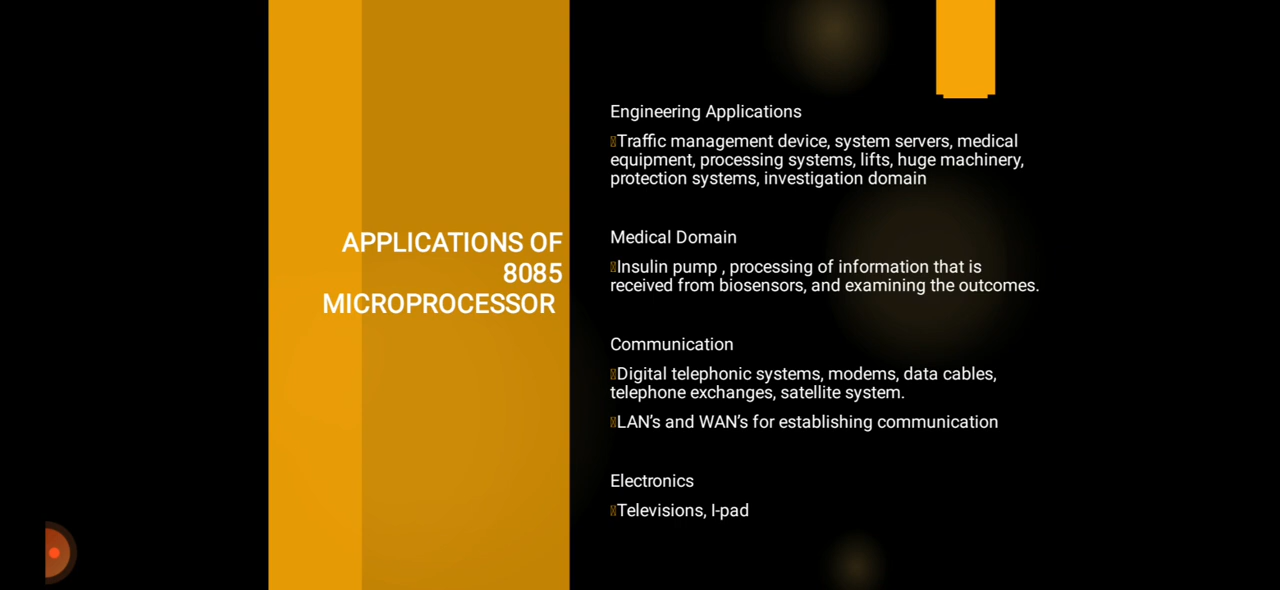 APPLICATIONS OF
8085
MICROPROCESSOR
Engineering Applications
Traffic management device, system servers, medical
equipment, processing systems, lifts, huge machinery,
protection systems, investigation domain
Medical Domain
Insulin pump , processing of information that is
received from biosensors, and examining the outcomes.
Communication
Digital telephonic systems, modems, data cables,
telephone exchanges, satellite system.
LAN’s and WAN’s for establishing communication
Electronics
Televisions, I-pad